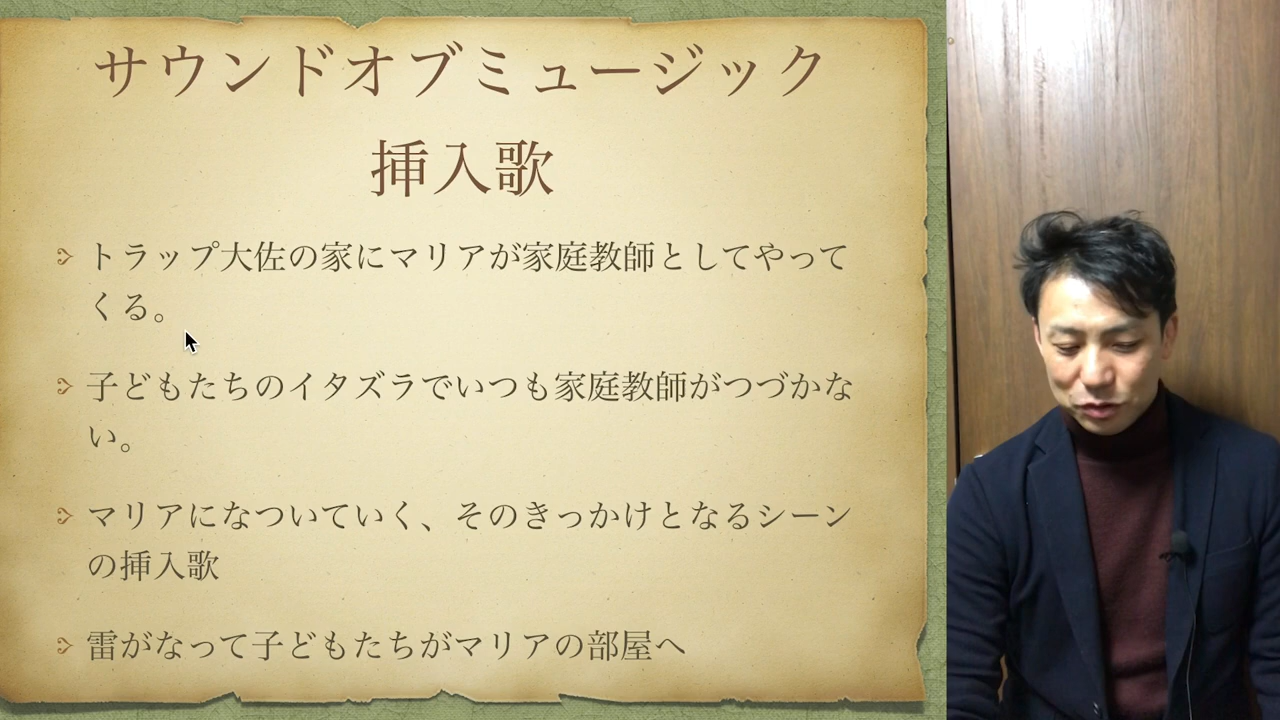 サウンドオブミュージック
挿入歌
トラップ大佐の家にマリアが家庭教師としてやって
くる。
子どもたちのイタズラでいつも家庭教師がつづかな
い。
マリアになついていく、そのきっかけとなるシーン
の挿入歌
雷がなって子どもたちがマリアの部屋へ